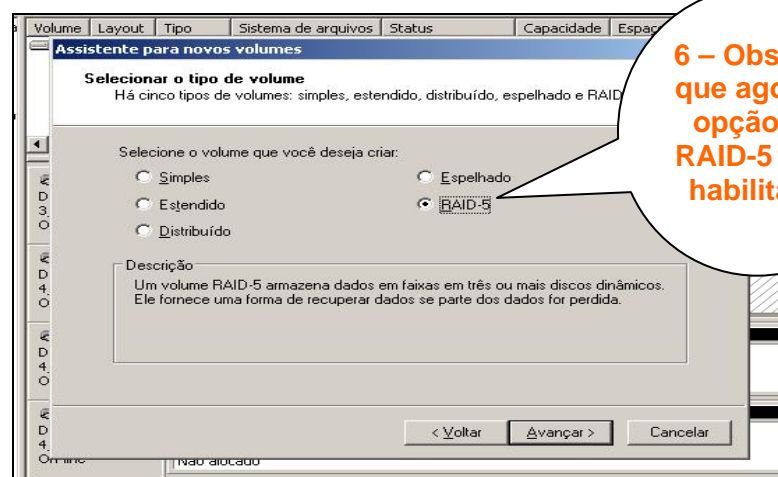 Volume Layout Tipo Sistema de arquivos Status Capacidade
Assistente para novos volumes
Selecionar o tipo de volume
Há cinco tipos de volumes: simples, estendido, distribuído, espelhado e RAID
Selecione o volume que você deseja criar:
Simples
Espelhado
Estendido
RAID-5
Distribuído
Descrição
Um volume RAID-5 armazena dados em faixas em três ou mais discos dinâmicos.
Ele fornece uma forma de recuperar dados se parte dos dados for perdida.
< Voltar
Avançar >
Cancelar
Não alocado
6 – Obs
que ago
opção
RAID-5
habilita